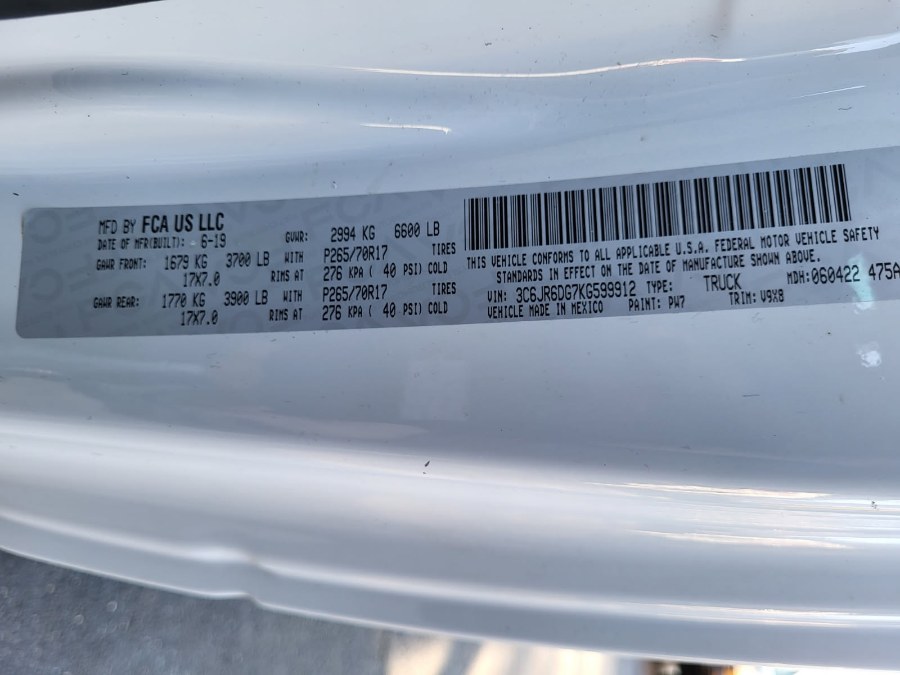 MFD BY FCA US LLC
DATE OF MFR(BUILT): 6-19 GVWR: 2994 KG 6600 LB
GAWR FRONT: 1679 KG 3700 LB WITH P265/70R17 TIRES
17X7.0 RIMS AT 276 KPA ( 40 PSI) COLD
GAWR REAR: 1770 KG 3900 LB WITH P265/70R17 TIRES
17X7.0 RIMS AT 276 KPA ( 40 PSI) COLD
THIS VEHICLE CONFORMS TO ALL APPLICABLE U.S.A. FEDERAL MOTOR VEHICLE SAFETY
STANDARDS IN EFFECT ON THE DATE OF MANUFACTURE SHOWN ABOVE.
VIN: 3C6JR6DG7KG599912 TYPE: TRUCK MDH: 060422 475A
VEHICLE MADE IN MEXICO PAINT: PW7 TRIM: V9X8